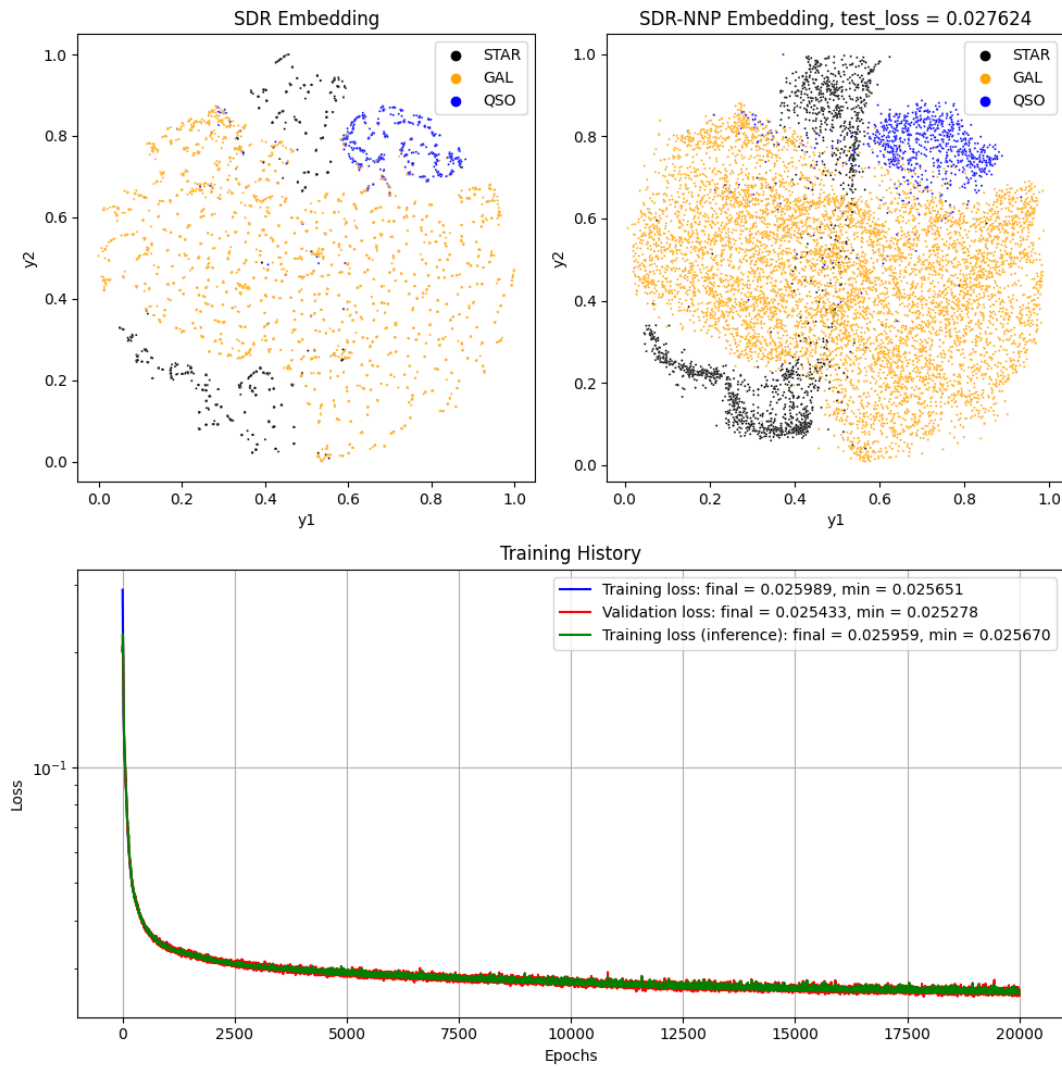 SDR Embedding
STAR
GAL
QSO
1.0
0.8
0.6
0.4
0.2
0.0
y2
0.0 0.2 0.4 0.6 0.8 1.0
y1
SDR-NNP Embedding, test_loss = 0.027624
STAR
GAL
QSO
1.0
0.8
0.6
0.4
0.2
0.0
y2
0.0 0.2 0.4 0.6 0.8 1.0
y1
Training History
Training loss: final = 0.025989, min = 0.025651
Validation loss: final = 0.025433, min = 0.025278
Training loss (inference): final = 0.025959, min = 0.025670
10⁻¹
Loss
0 2500 5000 7500 10000 12500 15000 17500 20000
Epochs